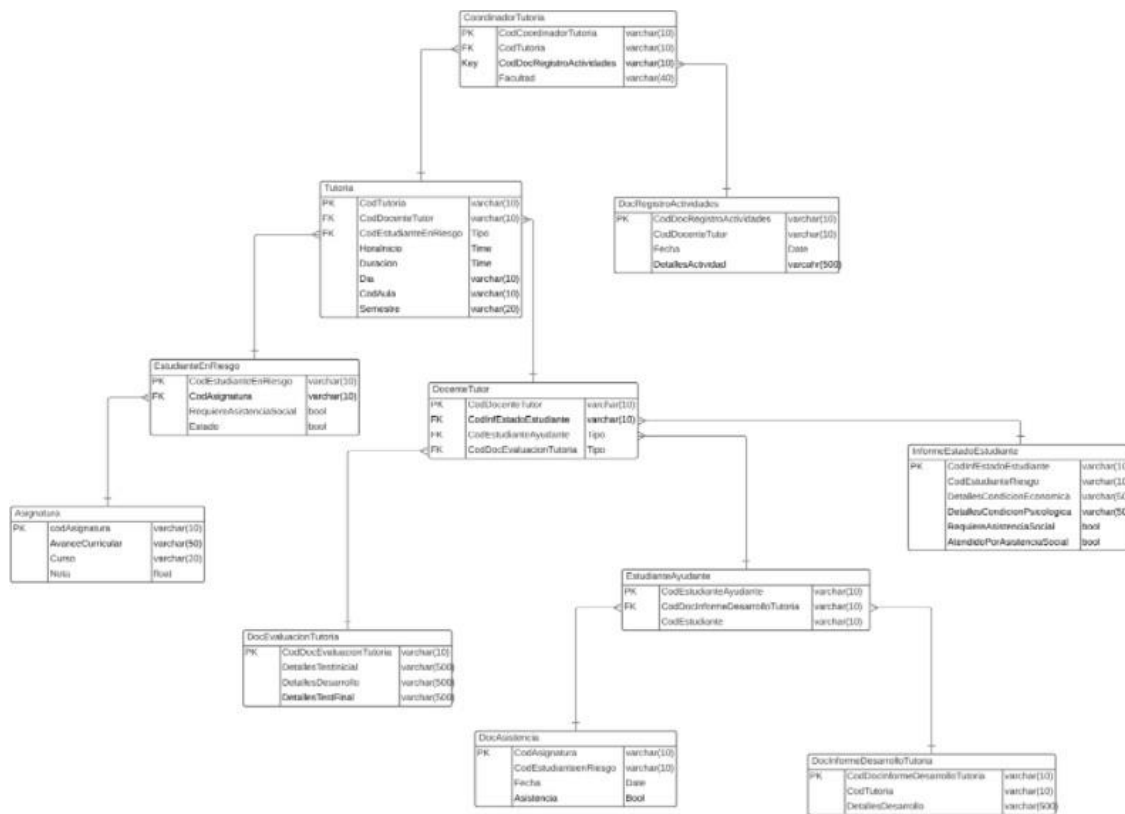 CoordinadorTutoria
PK CodCoordinadorTutoria varchar(10)
FK CodTutoria varchar(10)
Key CodDocRegistroActividades varchar(10)
Facultad varchar(40)
Tutoria
PK CodTutoria varchar(10)
FK CodDocenteTutor varchar(10)
FK CodEstudianteEnRiesgo Tipo
HoraInicio Time
Duracion Time
Dia varchar(10)
CodAula varchar(10)
Semestre varchar(20)
DocRegistroActividades
PK CodDocRegistroActividades varchar(10)
CodDocenteTutor varchar(10)
Fecha Date
DetallesActividad varcahr(500)
EstudianteEnRiesgo
PK CodEstudianteEnRiesgo varchar(10)
FK CodAsignatura varchar(10)
RequiereAsistenciaSocial bool
Estado bool
DocenteTutor
PK CodDocenteTutor varchar(10)
FK CodInfEstadoEstudiante varchar(10)
FK CodEstudianteAyudante Tipo
FK CodDocEvaluacionTutoria Tipo
InformeEstadoEstudiante
PK CodInfEstadoEstudiante varchar(10
CodEstudianteRiesgo varchar(10
DetallesCondicionEconomica varchar(50
DetallesCondicionPsicologica varchar(50
RequiereAsistenciaSocial bool
AtendidoPorAsistenciaSocial bool
Asignatura
PK codAsignatura varchar(10)
AvanceCurricular varchar(50)
Curso varchar(20)
Nota float
EstudianteAyudante
PK CodEstudianteAyudante varchar(10)
FK CodDocInformeDesarrolloTutoria varchar(10)
CodEstudiante varchar(10)
DocEvaluacionTutoria
PK CodDocEvaluacionTutoria varchar(10)
DetallesTestInicial varchar(500)
DetallesDesarrollo varchar(500)
DetallesTestFinal varchar(500)
DocAsistencia
PK CodAsignatura varchar(10)
CodEstudianteenRiesgo varchar(10)
Fecha Date
Asistencia Bool
DocInformeDesarrolloTutoria
PK CodDocInformeDesarrolloTutoria varchar(10)
CodTutoria varchar(10)
DetallesDesarrollo varchar(500)